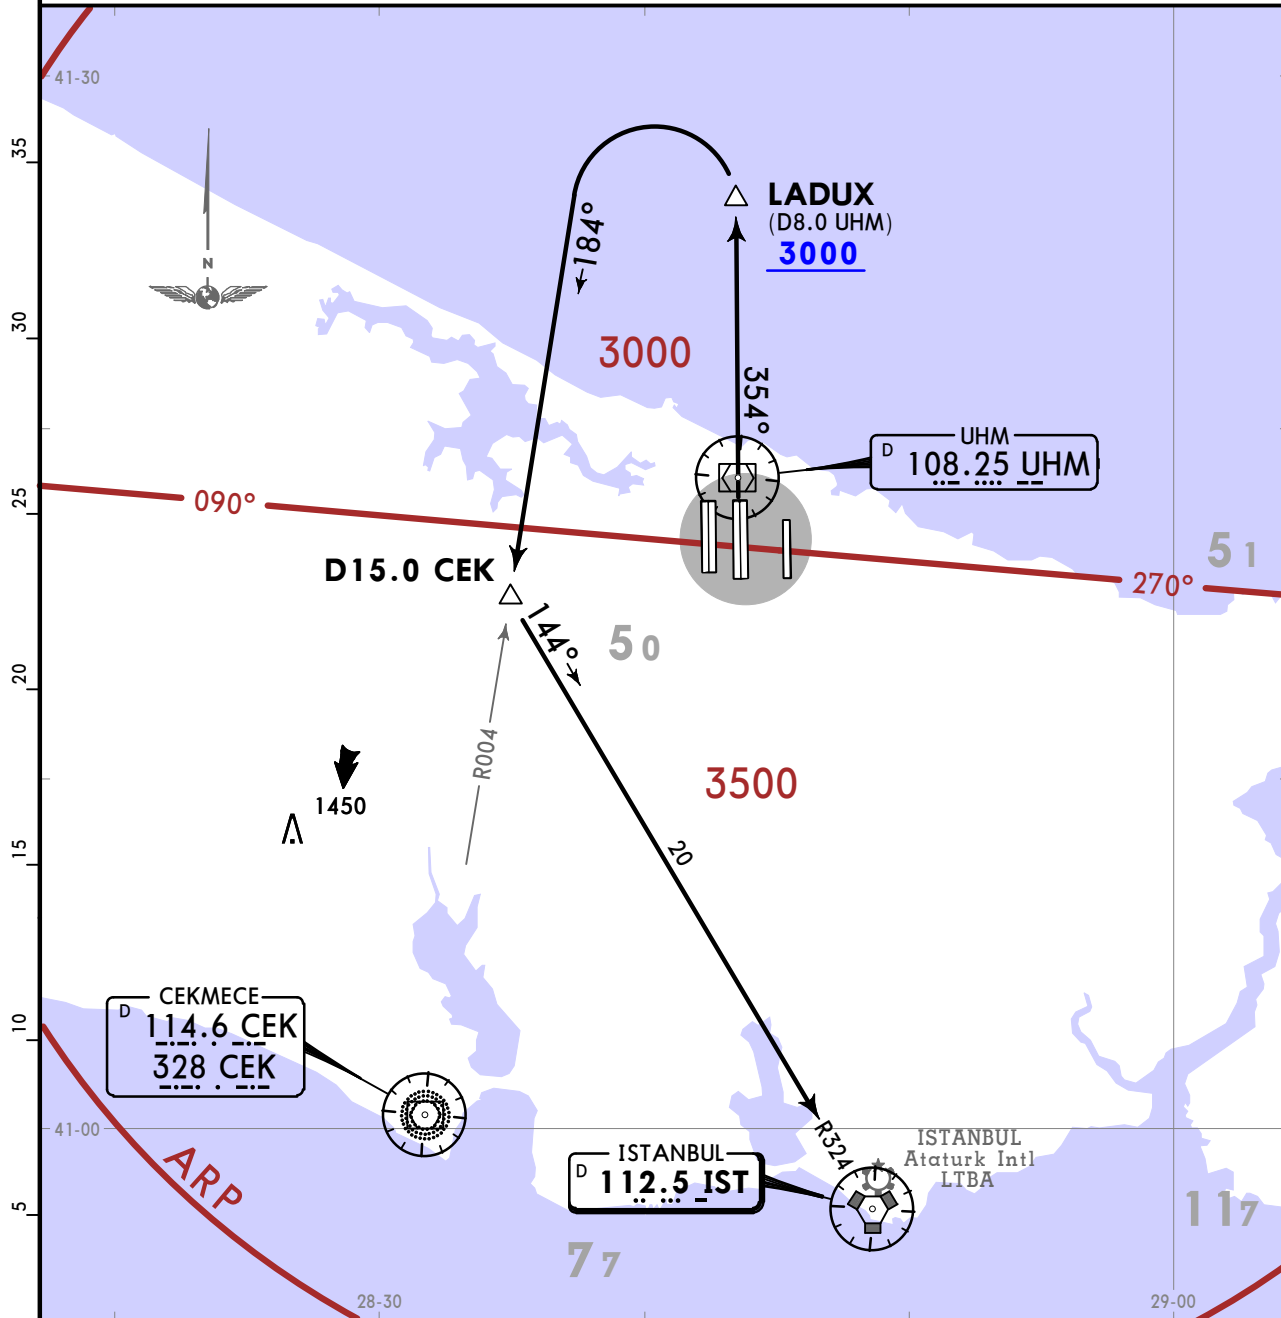 41-30
35
N
LADUX
(D8.0 UHM)
3000
184°
30
3000
354°
UHM
D
108.25 UHM
25
090°
5 1
D15.0 CEK
270°
144°
5 0
20
R004
3500
1450
15
20
CEKMECE
D
114.6 CEK
328 CEK
10
41-00
ARP
R324
ISTANBUL
Ataturk Intl
LTBA
ISTANBUL
D
112.5 IST
5
11 7
7 7
28-30
29-00